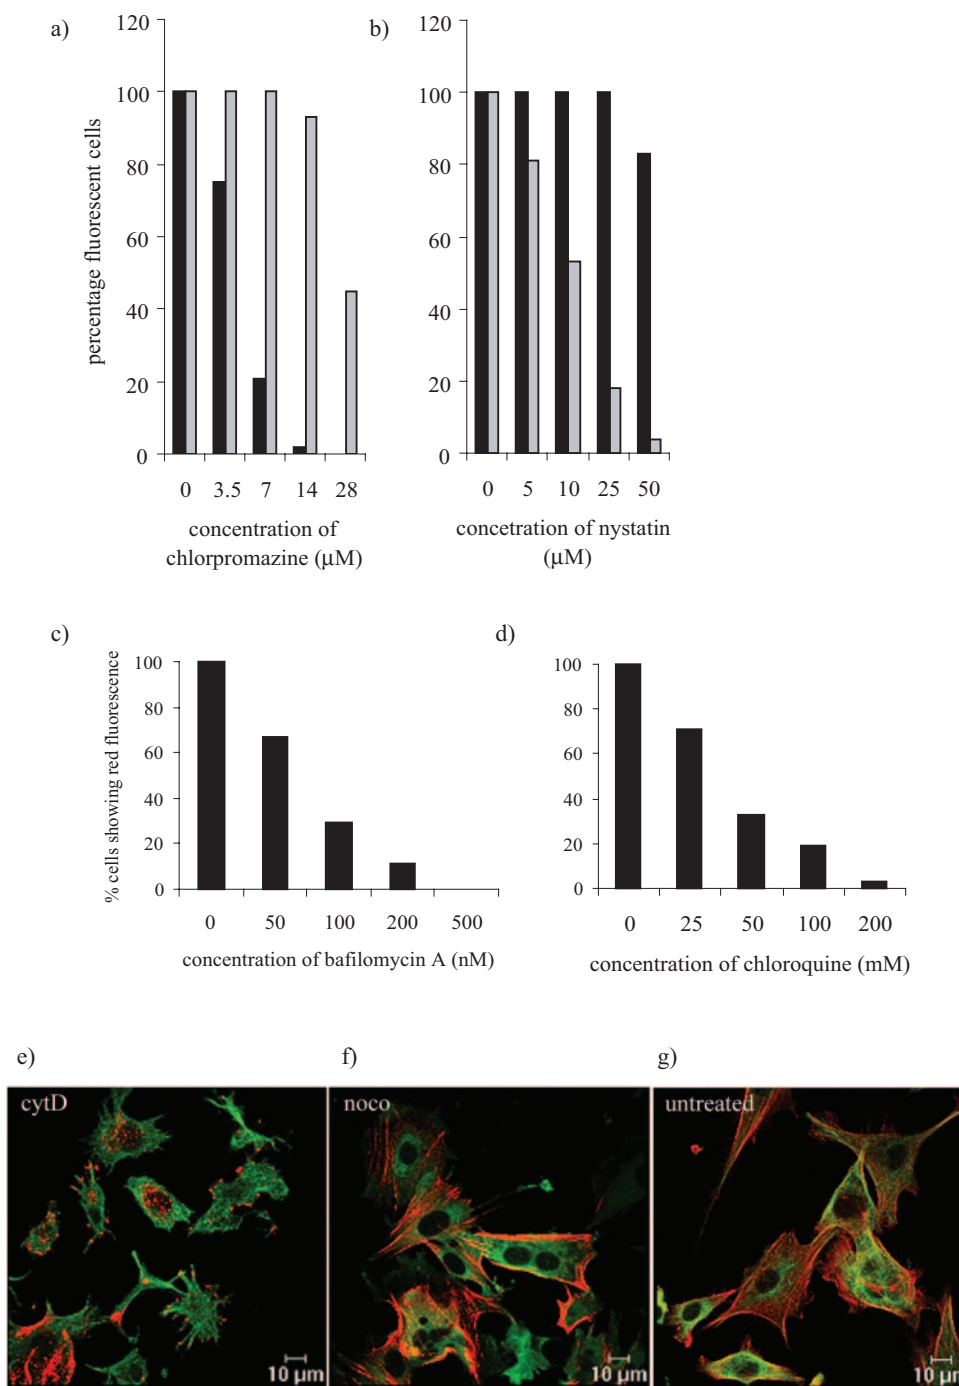 a)
120
100
80
60
40
20
0
percentage fluorescent cells
0 3.5 7 14 28
concentration of
chlorpromazine (μM)
b)
120
100
80
60
40
20
0
0 5 10 25 50
concetration of nystatin
(μM)
c)
100
80
60
40
20
0
% cells showing red fluorescence
0 50 100 200 500
concentration of bafilomycin A (nM)
d)
100
80
60
40
20
0
0 25 50 100 200
concentration of chloroquine (mM)
e)
cytD
10 μm
f)
noco
10 μm
g)
untreated
10 μm